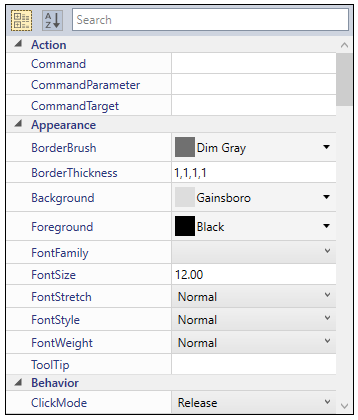 A Z Search
Action
Command
CommandParameter
CommandTarget
Appearance
BorderBrush Dim Gray
BorderThickness 1,1,1,1
Background Gainsboro
Foreground Black
FontFamily
FontSize 12.00
FontStretch Normal
FontStyle Normal
FontWeight Normal
ToolTip
Behavior
ClickMode Release